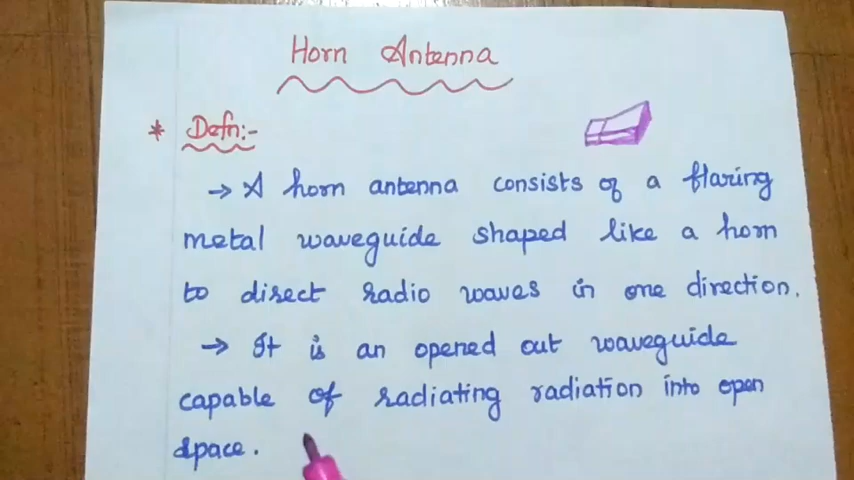 Horn Antenna
* Defn:-
→ A horn antenna consists of a flaring
metal waveguide shaped like a horn
to direct radio waves in one direction.
→ It is an opened out waveguide
capable of radiating radiation into open
space.